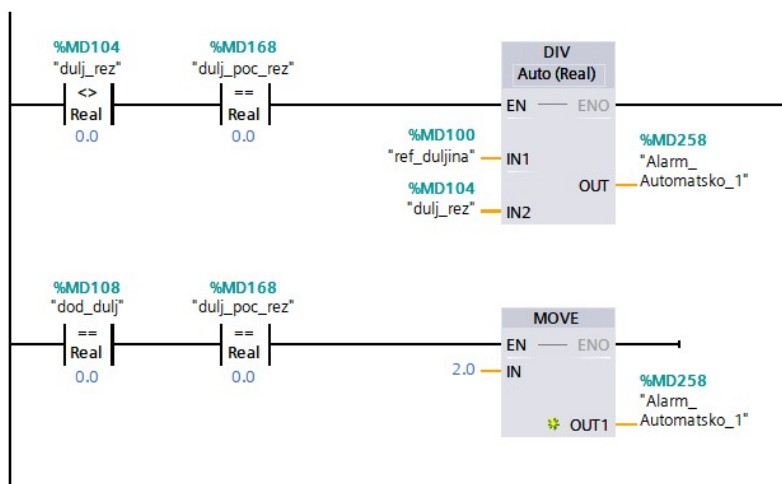 %MD104
"dulj_rez"
<>
Real
0.0
%MD168
"dulj_poc_rez"
==
Real
0.0
DIV
Auto (Real)
EN
ENO
%MD100
"ref_duljina"
IN1
%MD104
"dulj_rez"
IN2
OUT
%MD258
"Alarm_
Automatsko_1"
%MD108
"dod_dulj"
==
Real
0.0
%MD168
"dulj_poc_rez"
==
Real
0.0
MOVE
EN
ENO
2.0
IN
OUT1
%MD258
"Alarm_
Automatsko_1"